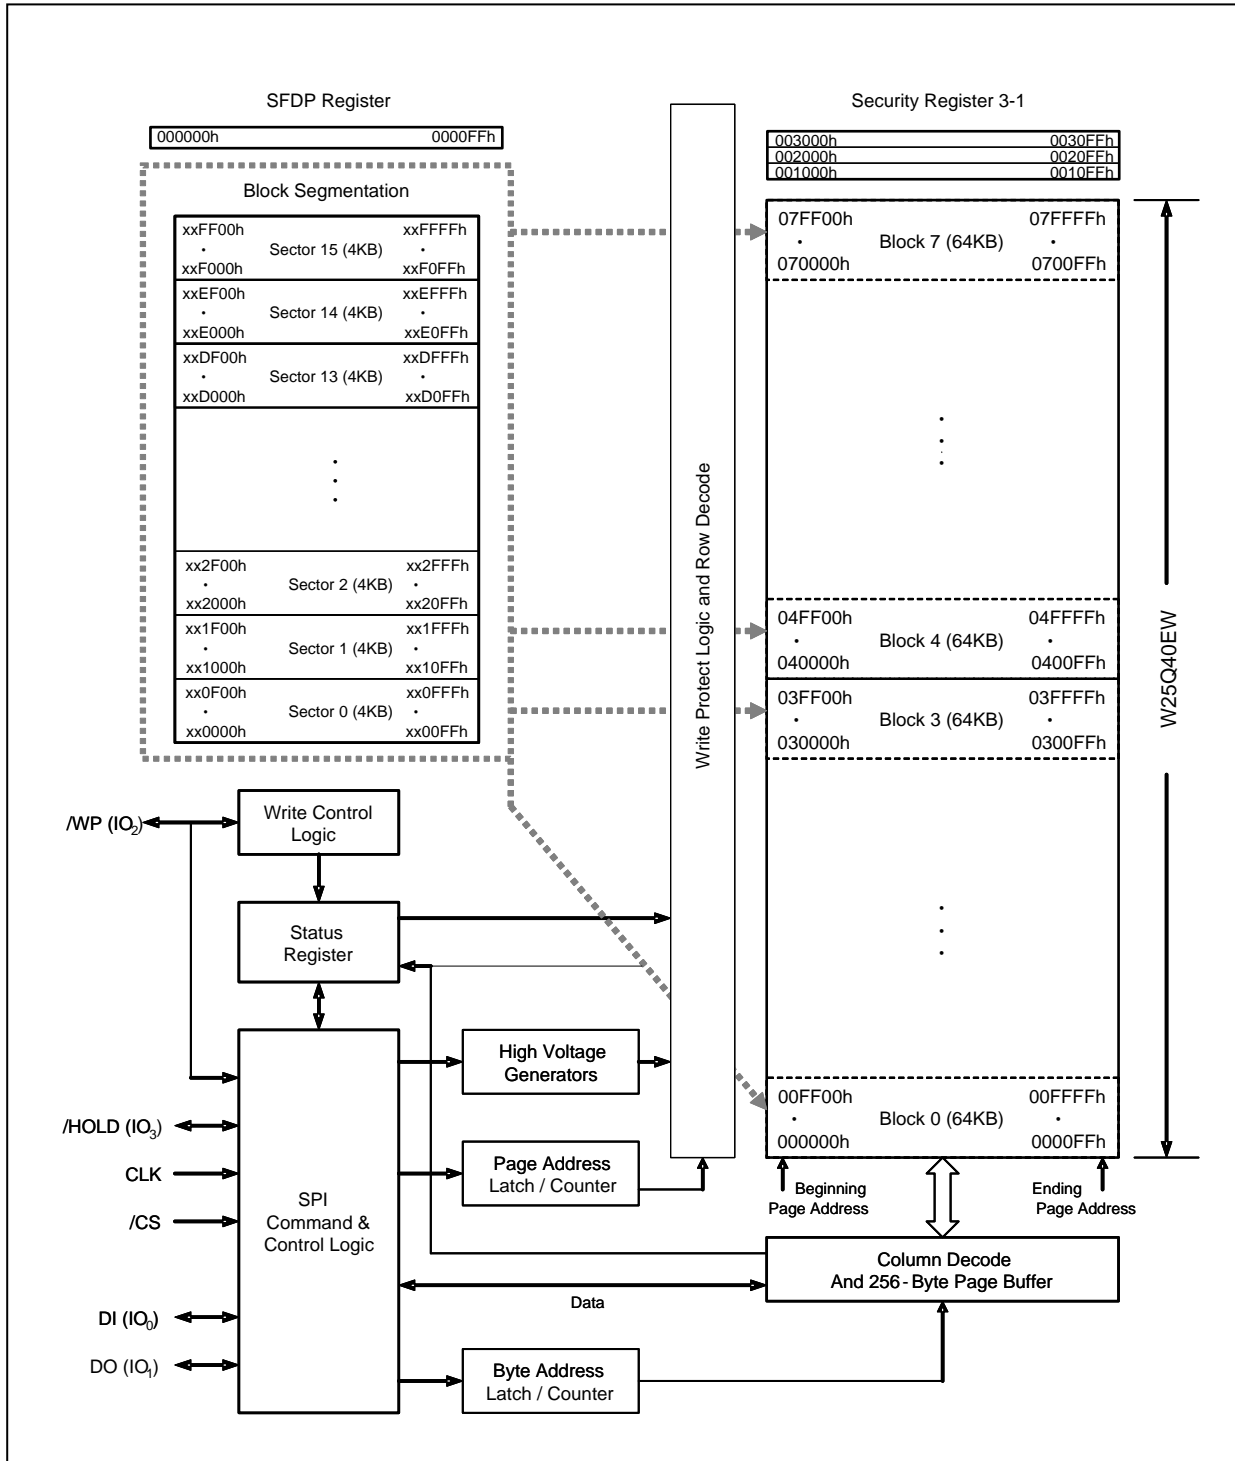 SFDP Register
000000h 0000FFh
Block Segmentation
xxFF00h xxFFFFh
• Sector 15 (4KB) •
xxF000h xxF0FFh
xxEF00h xxEFFFh
• Sector 14 (4KB) •
xxE000h xxE0FFh
xxDF00h xxDFFFh
• Sector 13 (4KB) •
xxD000h xxD0FFh
xx2F00h xx2FFFh
• Sector 2 (4KB) •
xx2000h xx20FFh
xx1F00h xx1FFFh
• Sector 1 (4KB) •
xx1000h xx10FFh
xx0F00h xx0FFFh
• Sector 0 (4KB) •
xx0000h xx00FFh
Write Protect Logic and Row Decode
Security Register 3-1
003000h 0030FFh
002000h 0020FFh
001000h 0010FFh
07FF00h 07FFFFh
• Block 7 (64KB) •
070000h 0700FFh
04FF00h 04FFFFh
• Block 4 (64KB) •
040000h 0400FFh
03FF00h 03FFFFh
• Block 3 (64KB) •
030000h 0300FFh
00FF00h 00FFFFh
• Block 0 (64KB) •
000000h 0000FFh
W25Q40EW
Beginning
Page Address
Ending
Page Address
/WP (IO2)
Write Control
Logic
Status
Register
High Voltage
Generators
/HOLD (IO3)
CLK
/CS
DI (IO0)
DO (IO1)
SPI
Command &
Control Logic
Page Address
Latch / Counter
Column Decode
And 256-Byte Page Buffer
Data
Byte Address
Latch / Counter